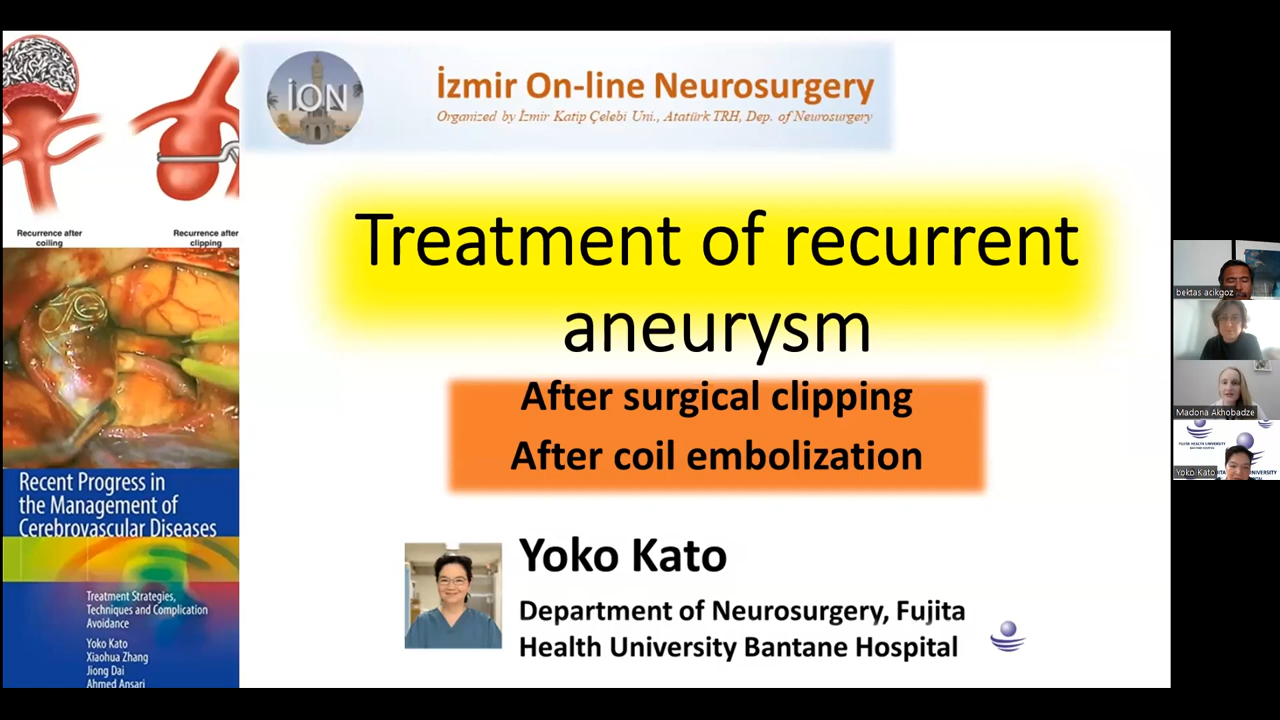 İON
İzmir On-line Neurosurgery
Organized by İzmir Katip Çelebi Uni., Atatürk TRH, Dep. of Neurosurgery
Recurrence after
coiling
Recurrence after
clipping
Treatment of recurrent
aneurysm
After surgical clipping
After coil embolization
Recent Progress in
the Management of
Cerebrovascular Diseases
Treatment Strategies,
Techniques and Complication
Avoidance
Yoko Kato
Xiaohua Zhang
Jiong Dai
Ahmed Ansari
Yoko Kato
Department of Neurosurgery, Fujita
Health University Bantane Hospital
bektas acikgoz
Madona Akhobadze
FUJITA HEALTH UNIVERSITY
Yoko Kato